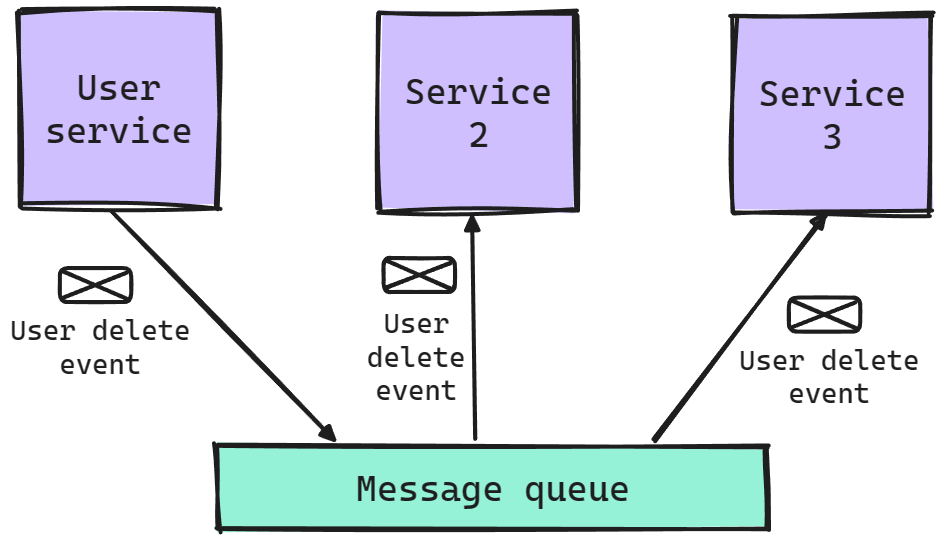 User
service
Service
2
Service
3
User delete
event
User
delete
event
User delete
event
Message queue